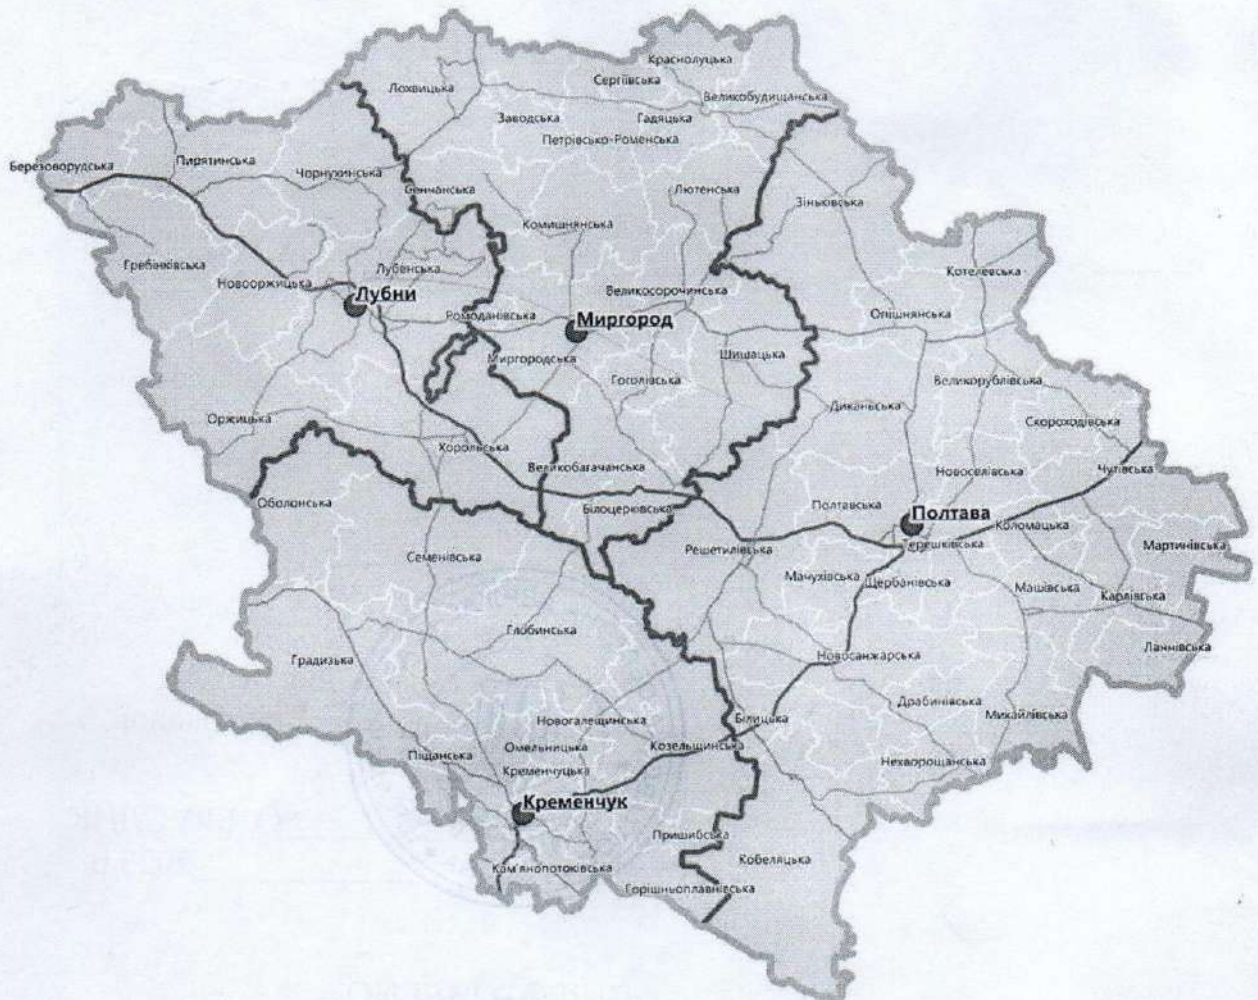 Краснолуцька
Сергіївська
Лохвицька
Великобудищанська
Заводська
Гадяцька
Петрівсько-Роменська
Березоворудська
Пирятинська
Чорнухинська
Сенчанська
Лютенська
Зіньківська
Комишнянська
Гребінківська
Лубенська
Котелевська
Новооржицька
Великосорочинська
Лубни
Ромоданівська
Миргород
Опішнянська
Миргородська
Шишацька
Гоголівська
Великорублівська
Диканьська
Оржицька
Скороходівська
Хорольська
Великобагачанська
Новоселівська
Чутівська
Оболонська
Білоцерківська
Полтавська
Полтава
Коломацька
Семенівська
Решетилівська
Терешківська
Мартинівська
Мачухівська
Щербанівська
Машівська
Карлівська
Глобинська
Градизька
Новосанжарська
Ланнівська
Драбинівська
Новогалещинська
Білицька
Михайлівська
Омельницька
Козельщинська
Піщанська
Кременчуцька
Нехворощанська
Кременчук
Пришибська
Кобеляцька
Кам'янопотоківська
Горішньоплавнівська